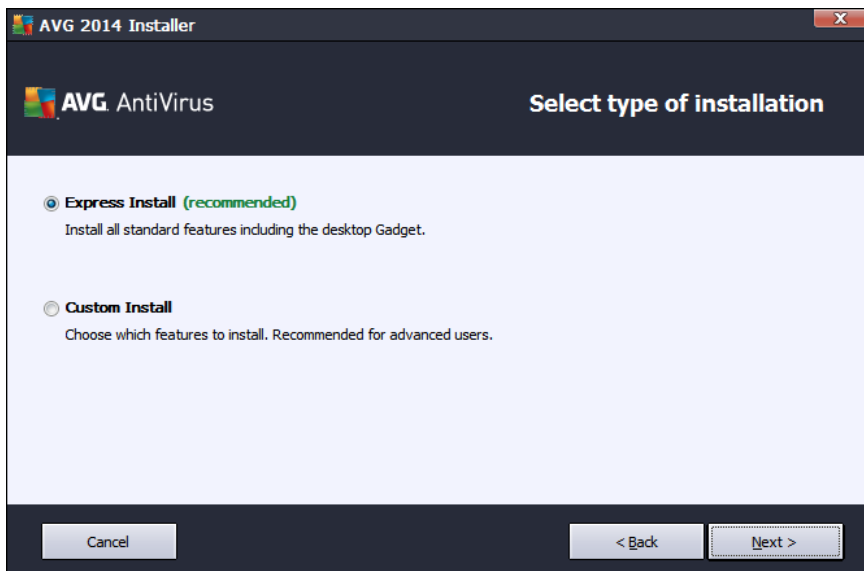 AVG 2014 Installer
X
AVG. AntiVirus
Select type of installation
Express Install (recommended)
Install all standard features including the desktop Gadget.
Custom Install
Choose which features to install. Recommended for advanced users.
Cancel
< Back
Next >